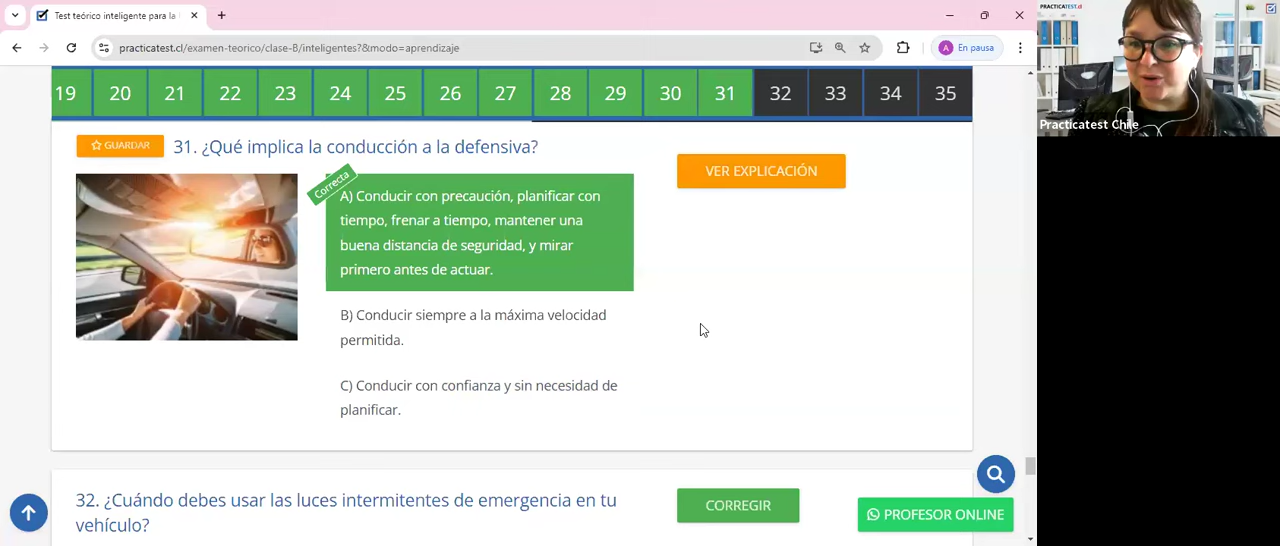 Test teórico inteligente para la
practicatest.cl/examen-teorico/clase-B/inteligentes?&modo=aprendizaje
A
En pausa
PRACTICATEST.cl
Practicatest Chile
19 20 21 22 23 24 25 26 27 28 29 30 31 32 33 34 35
GUARDAR
31. ¿Qué implica la conducción a la defensiva?
VER EXPLICACIÓN
Correcta
A) Conducir con precaución, planificar con
tiempo, frenar a tiempo, mantener una
buena distancia de seguridad, y mirar
primero antes de actuar.
B) Conducir siempre a la máxima velocidad
permitida.
C) Conducir con confianza y sin necesidad de
planificar.
32. ¿Cuándo debes usar las luces intermitentes de emergencia en tu
vehículo?
CORREGIR
PROFESOR ONLINE